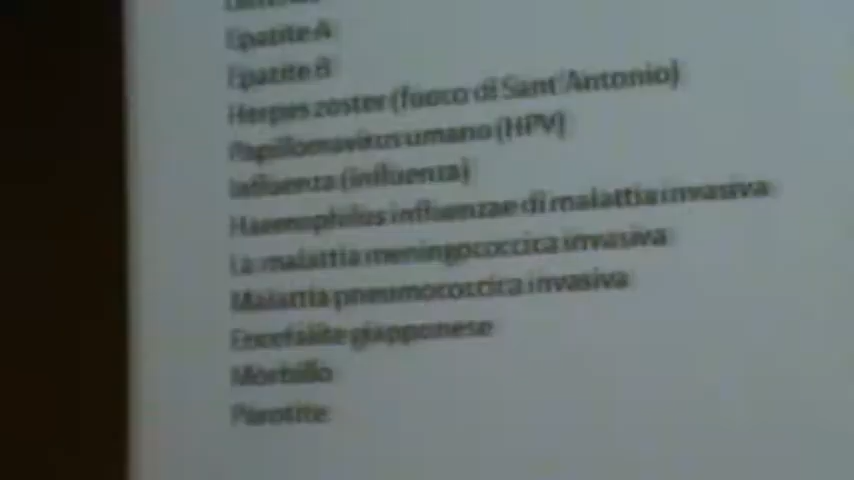 Epatite A
Epatite B
Herpes zoster (fuoco di Sant'Antonio)
Papillomavirus umano (HPV)
Influenza (influenza)
Haemophilus influenzae di malattia invasiva
La malattia meningococcica invasiva
Malattia pneumococcica invasiva
Encefalite giapponese
Morbillo
Parotite